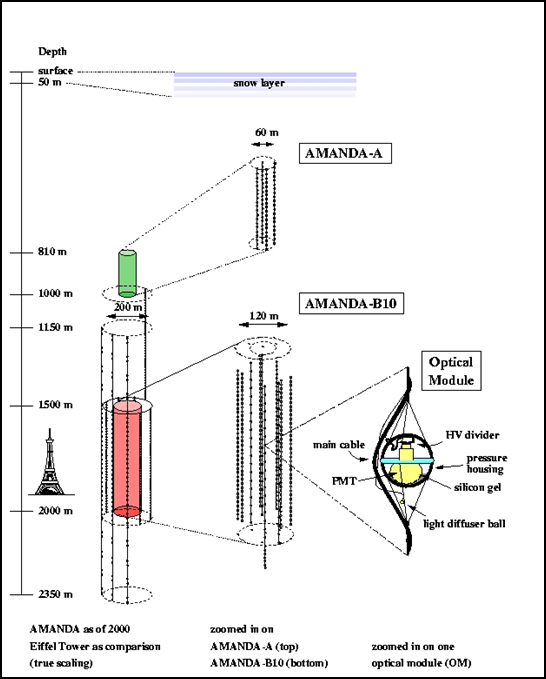 Depth
surface
50 m
snow layer
60 m
AMANDA-A
810 m
1000 m
200 m
AMANDA-B10
1150 m
120 m
Optical
Module
1500 m
HV divider
main cable
pressure
housing
PMT
silicon gel
2000 m
light diffuser ball
2350 m
AMANDA as of 2000
Eiffel Tower as comparison
(true scaling)
zoomed in on
AMANDA-A (top)
AMANDA-B10 (bottom)
zoomed in on one
optical module (OM)